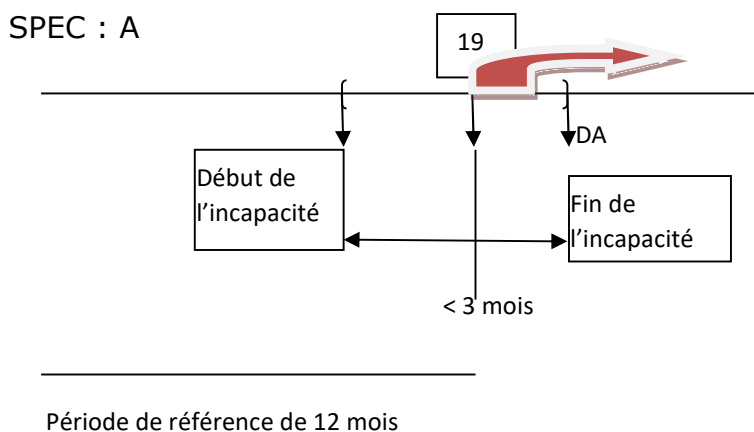 SPEC : A
19
DA
Début de
l’incapacité
Fin de
l’incapacité
< 3 mois
Période de référence de 12 mois